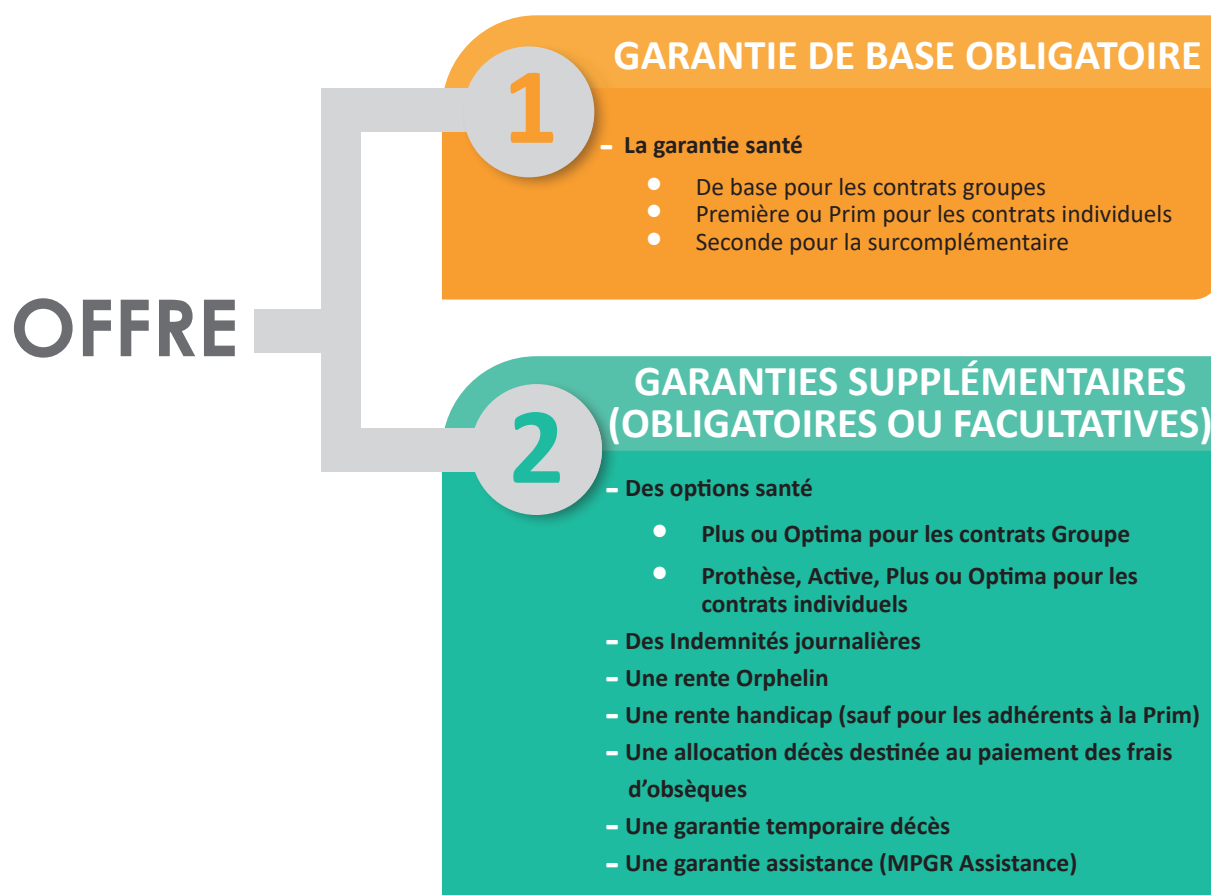 OFFRE
1
GARANTIE DE BASE OBLIGATOIRE
- La garantie santé
• De base pour les contrats groupes
• Première ou Prim pour les contrats individuels
• Seconde pour la surcomplémentaire
2
GARANTIES SUPPLÉMENTAIRES
(OBLIGATOIRES OU FACULTATIVES)
- Des options santé
• Plus ou Optima pour les contrats Groupe
• Prothèse, Active, Plus ou Optima pour les
contrats individuels
- Des Indemnités journalières
- Une rente Orphelin
- Une rente handicap (sauf pour les adhérents à la Prim)
- Une allocation décès destinée au paiement des frais
d’obsèques
- Une garantie temporaire décès
- Une garantie assistance (MPGR Assistance)